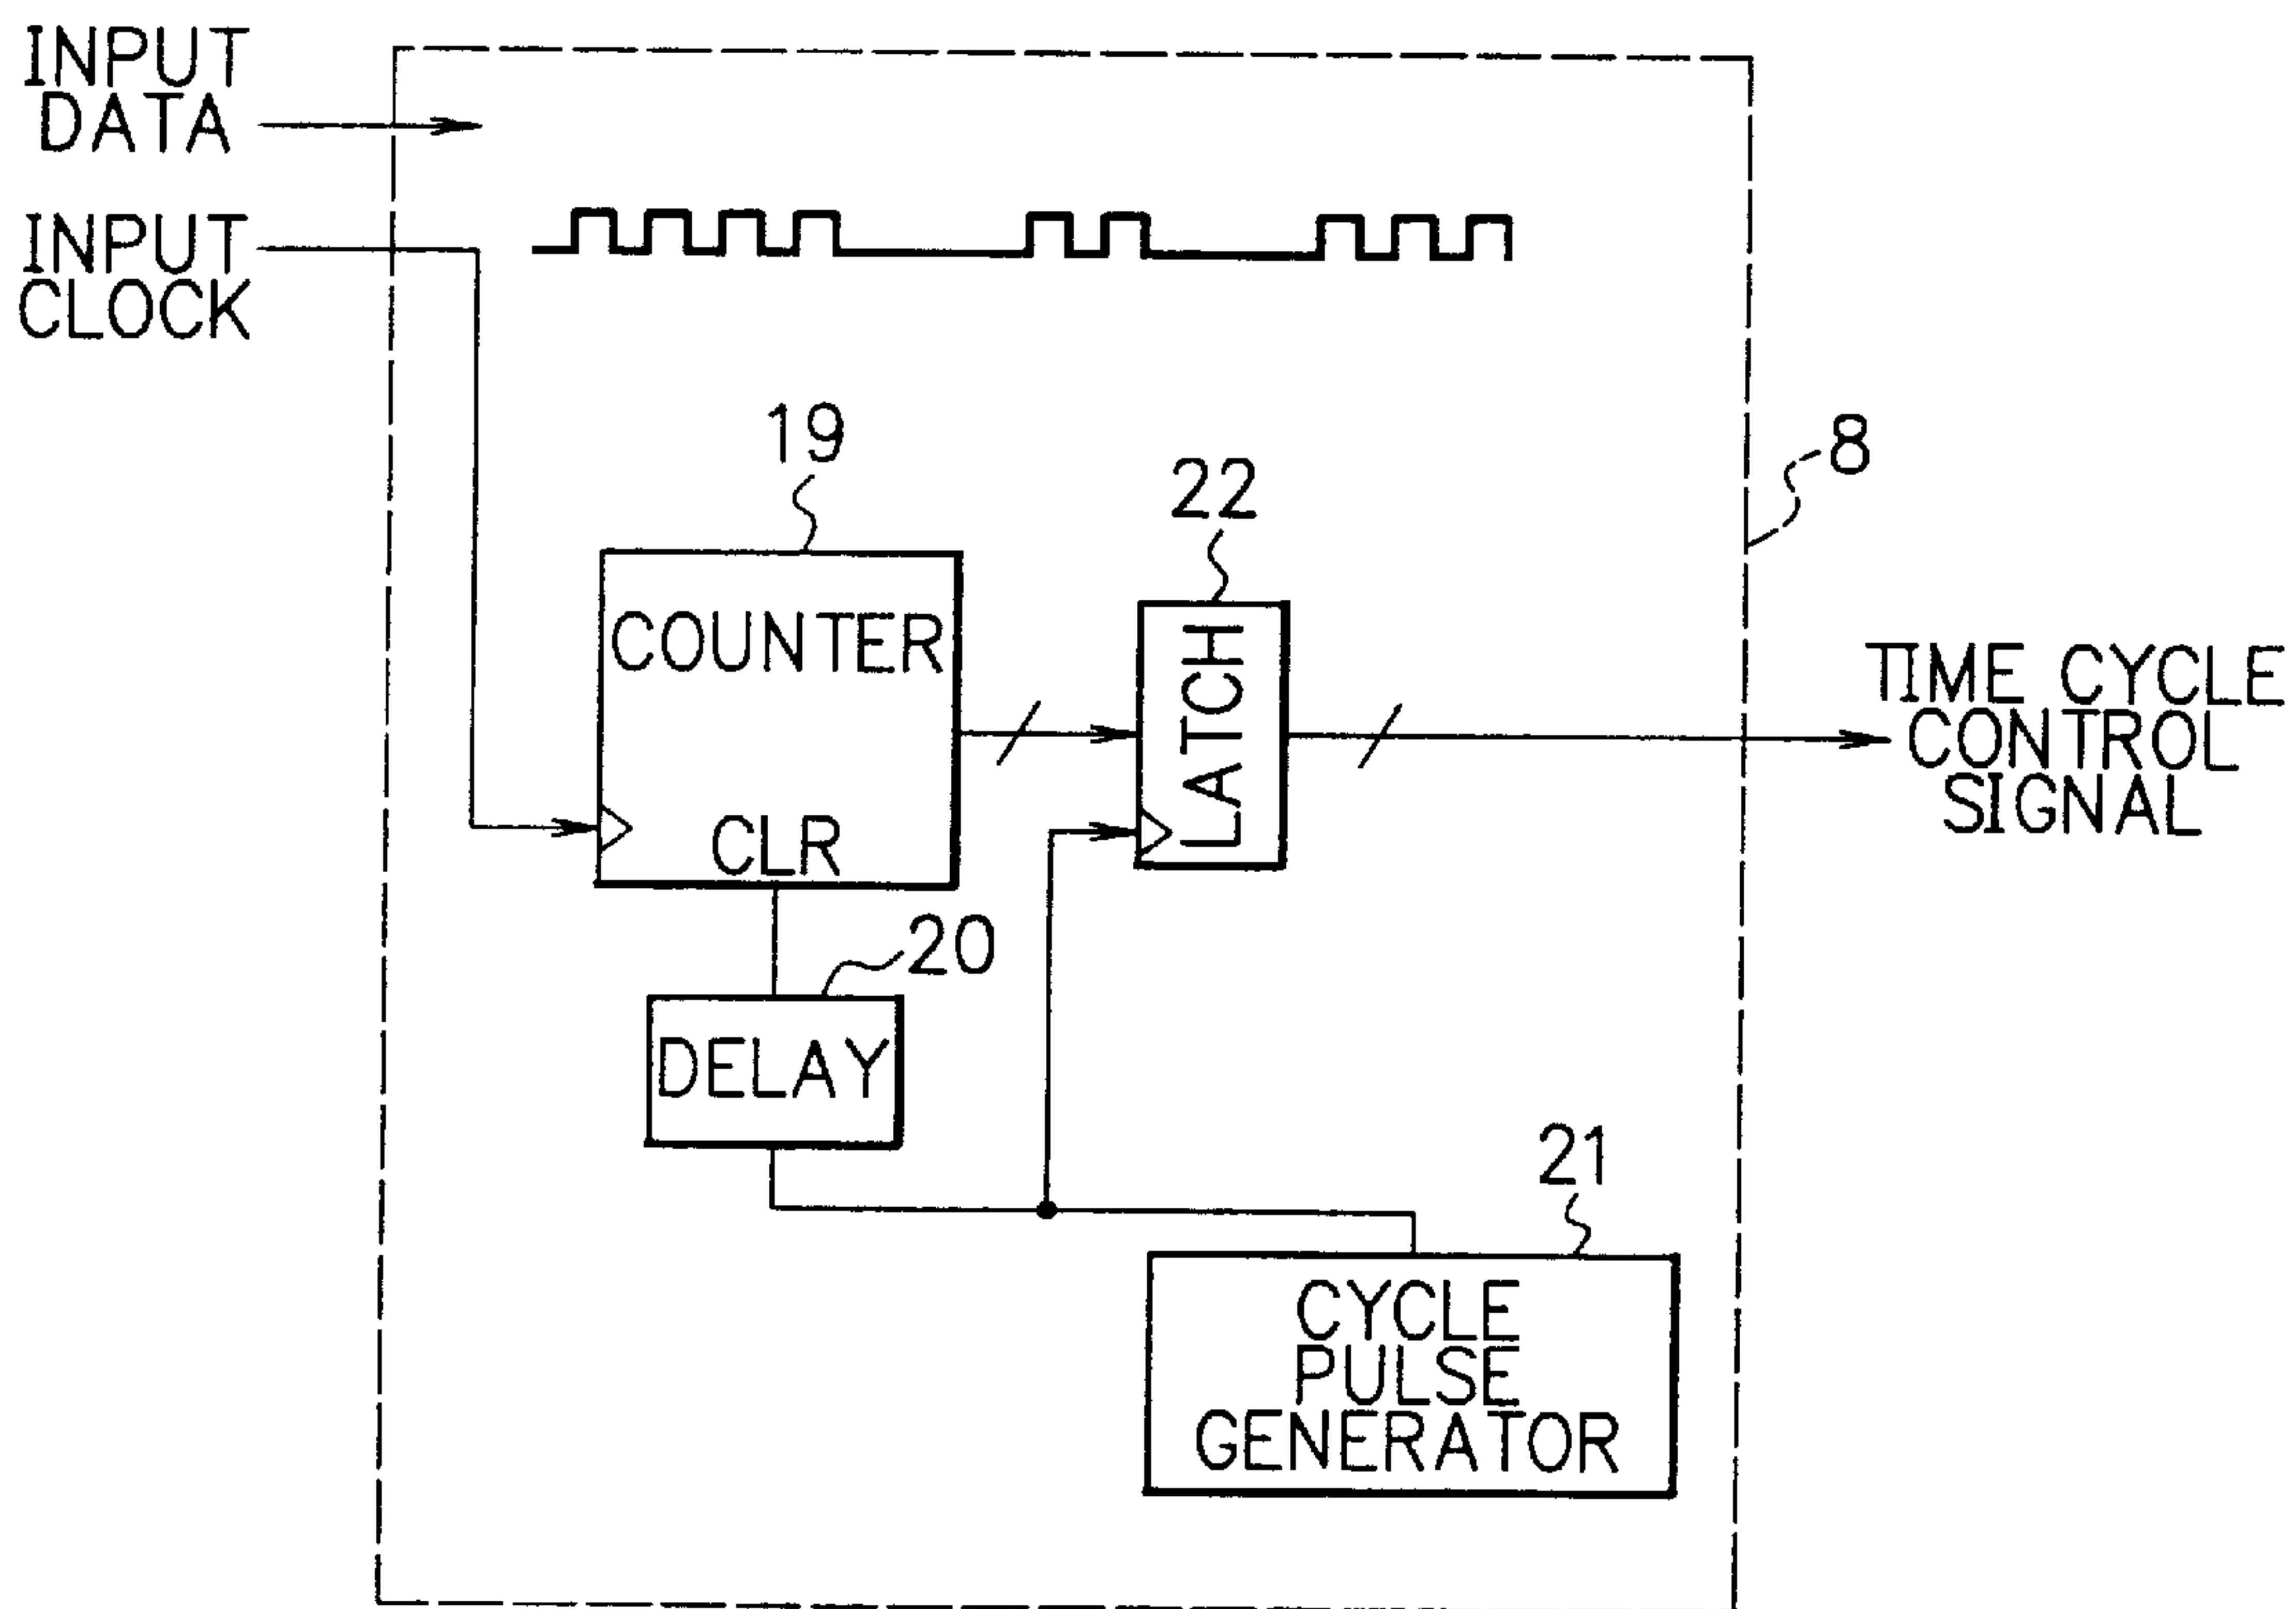 INPUT
DATA
INPUT
CLOCK
19
22
8
COUNTER
CLR
LATCH
TIME CYCLE
CONTROL
SIGNAL
20
DELAY
21
CYCLE
PULSE
GENERATOR